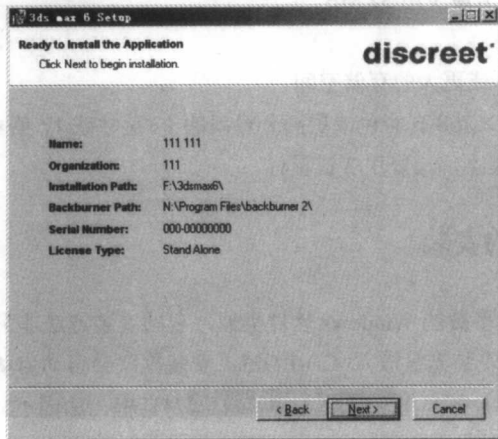 3ds max 6 Setup
Ready to Install the Application
Click Next to begin installation.
discreet
Name: 111 111
Organization: 111
Installation Path: F:\3dsmax6\
Backburner Path: N:\Program Files\backburner 2\
Serial Number: 000-00000000
License Type: Stand Alone
< Back Next > Cancel